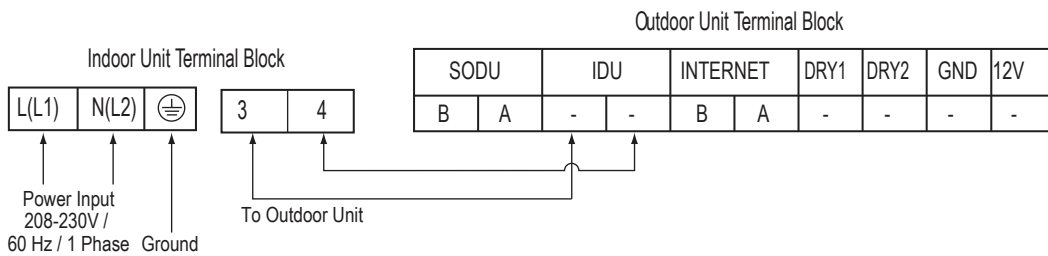 Outdoor Unit Terminal Block
Indoor Unit Terminal Block
SODU IDU INTERNET DRY1 DRY2 GND 12V
L(L1) N(L2) 3 4
B A - - B A - - - -
Power Input
208-230V /
60 Hz / 1 Phase Ground
To Outdoor Unit